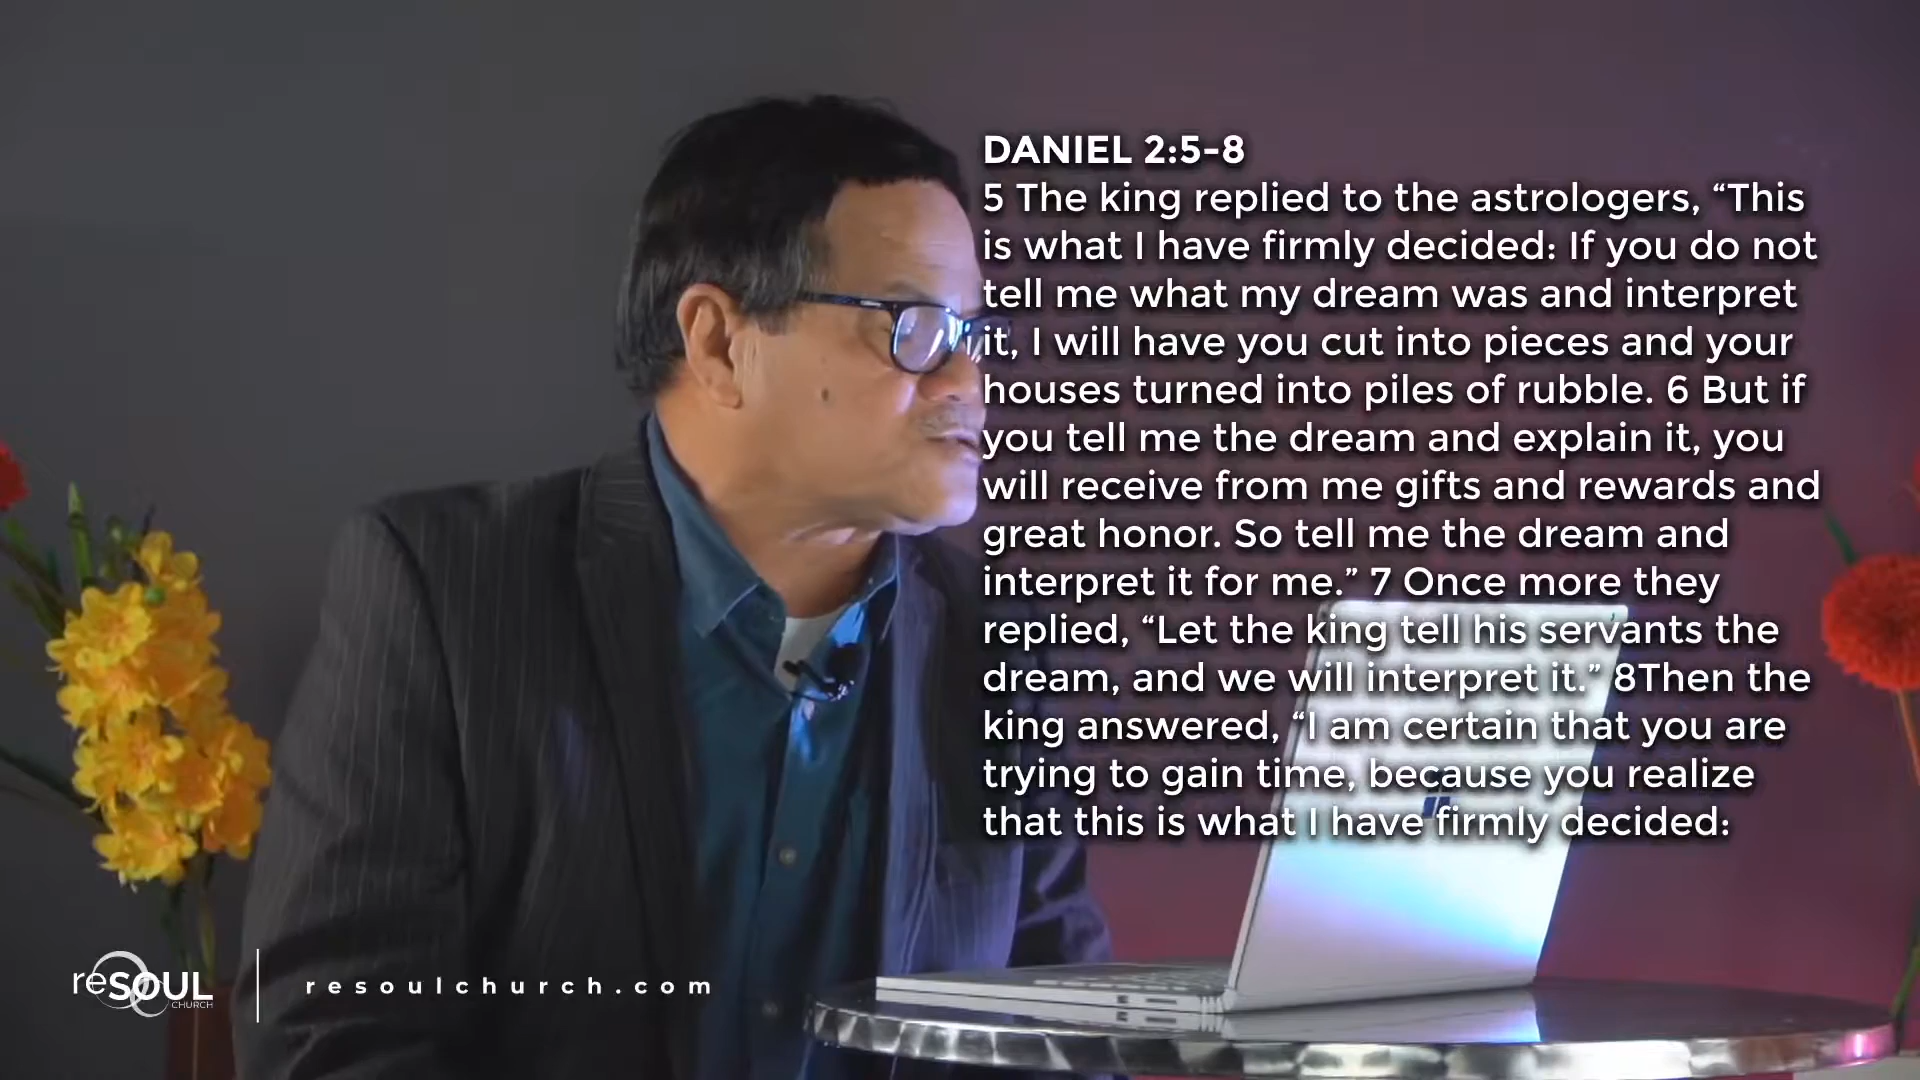 DANIEL 2:5-8
5 The king replied to the astrologers, “This
is what I have firmly decided: If you do not
tell me what my dream was and interpret
it, I will have you cut into pieces and your
houses turned into piles of rubble. 6 But if
you tell me the dream and explain it, you
will receive from me gifts and rewards and
great honor. So tell me the dream and
interpret it for me.” 7 Once more they
replied, “Let the king tell his servants the
dream, and we will interpret it.” 8Then the
king answered, “I am certain that you are
trying to gain time, because you realize
that this is what I have firmly decided:
reSOUL
CHURCH
resoulchurch.com